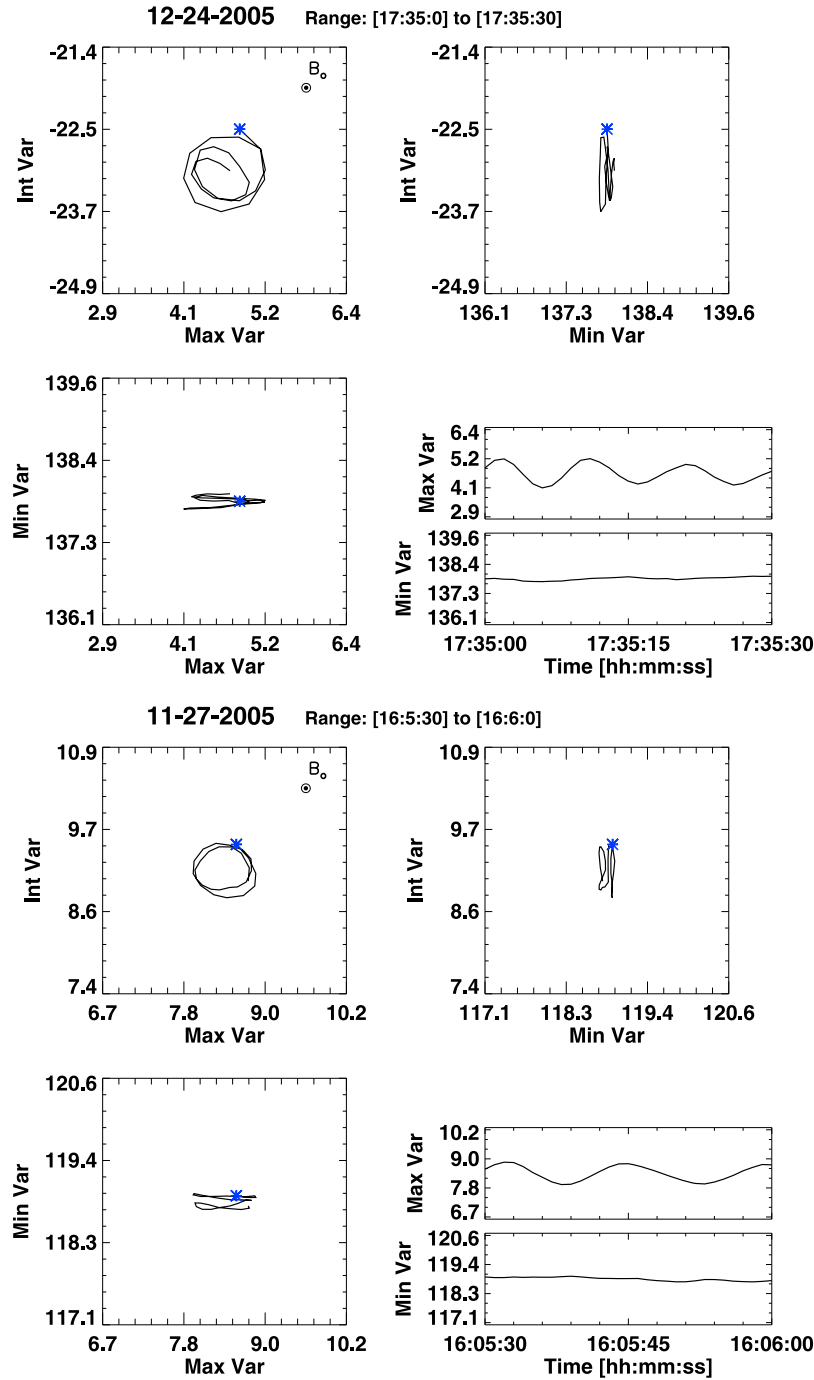 12-24-2005 Range: [17:35:0] to [17:35:30]
-21.4
-22.5
-23.7
-24.9
Int Var
B o
2.9 4.1 5.2 6.4
Max Var
-21.4
-22.5
-23.7
-24.9
Int Var
136.1 137.3 138.4 139.6
Min Var
139.6
138.4
137.3
136.1
Min Var
2.9 4.1 5.2 6.4
Max Var
6.4
5.2
4.1
2.9
Max Var
139.6
138.4
137.3
136.1
Min Var
17:35:00 17:35:15 17:35:30
Time [hh:mm:ss]
11-27-2005 Range: [16:5:30] to [16:6:0]
10.9
9.7
8.6
7.4
Int Var
B o
6.7 7.8 9.0 10.2
Max Var
10.9
9.7
8.6
7.4
Int Var
117.1 118.3 119.4 120.6
Min Var
120.6
119.4
118.3
117.1
Min Var
6.7 7.8 9.0 10.2
Max Var
10.2
9.0
7.8
6.7
Max Var
120.6
119.4
118.3
117.1
Min Var
16:05:30 16:05:45 16:06:00
Time [hh:mm:ss]